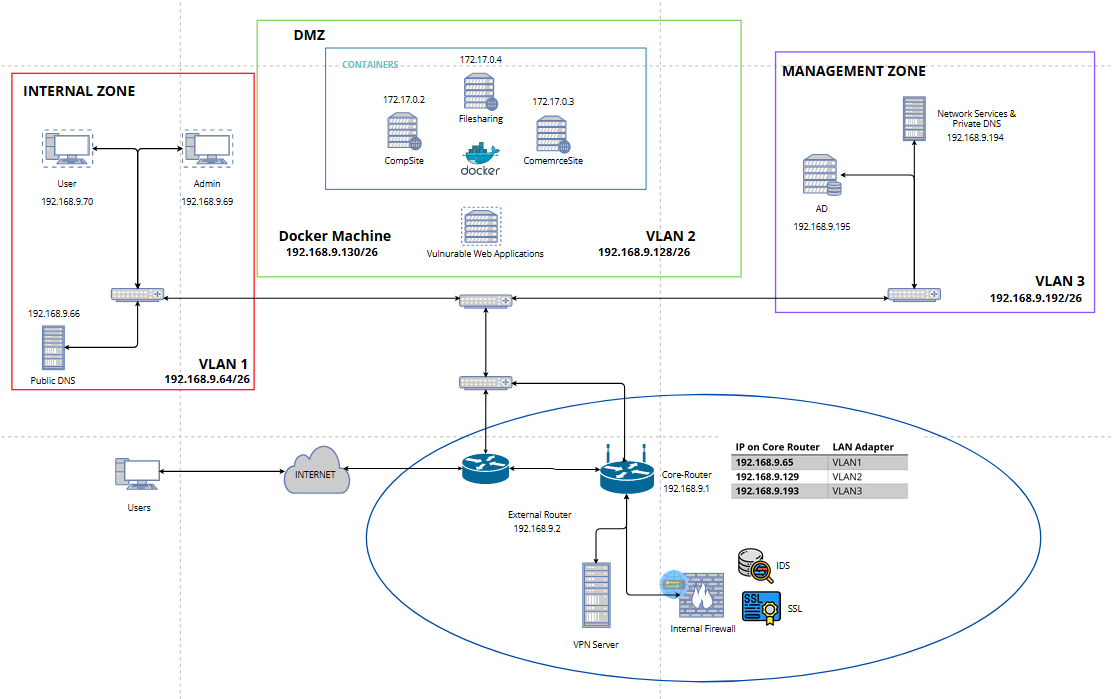 DMZ
CONTAINERS
172.17.0.4
Filesharing
172.17.0.2
CompSite
172.17.0.3
ComemrceSite
docker
Docker Machine
192.168.9.130/26
Vulnurable Web Applications
VLAN 2
192.168.9.128/26
INTERNAL ZONE
User
192.168.9.70
Admin
192.168.9.69
192.168.9.66
Public DNS
VLAN 1
192.168.9.64/26
MANAGEMENT ZONE
Network Services &
Private DNS
192.168.9.194
AD
192.168.9.195
VLAN 3
192.168.9.192/26
Users
INTERNET
External Router
192.168.9.2
Core-Router
192.168.9.1
IP on Core Router LAN Adapter
192.168.9.65 VLAN1
192.168.9.129 VLAN2
192.168.9.193 VLAN3
VPN Server
Internal Firewall
IDS
SSL
SSL